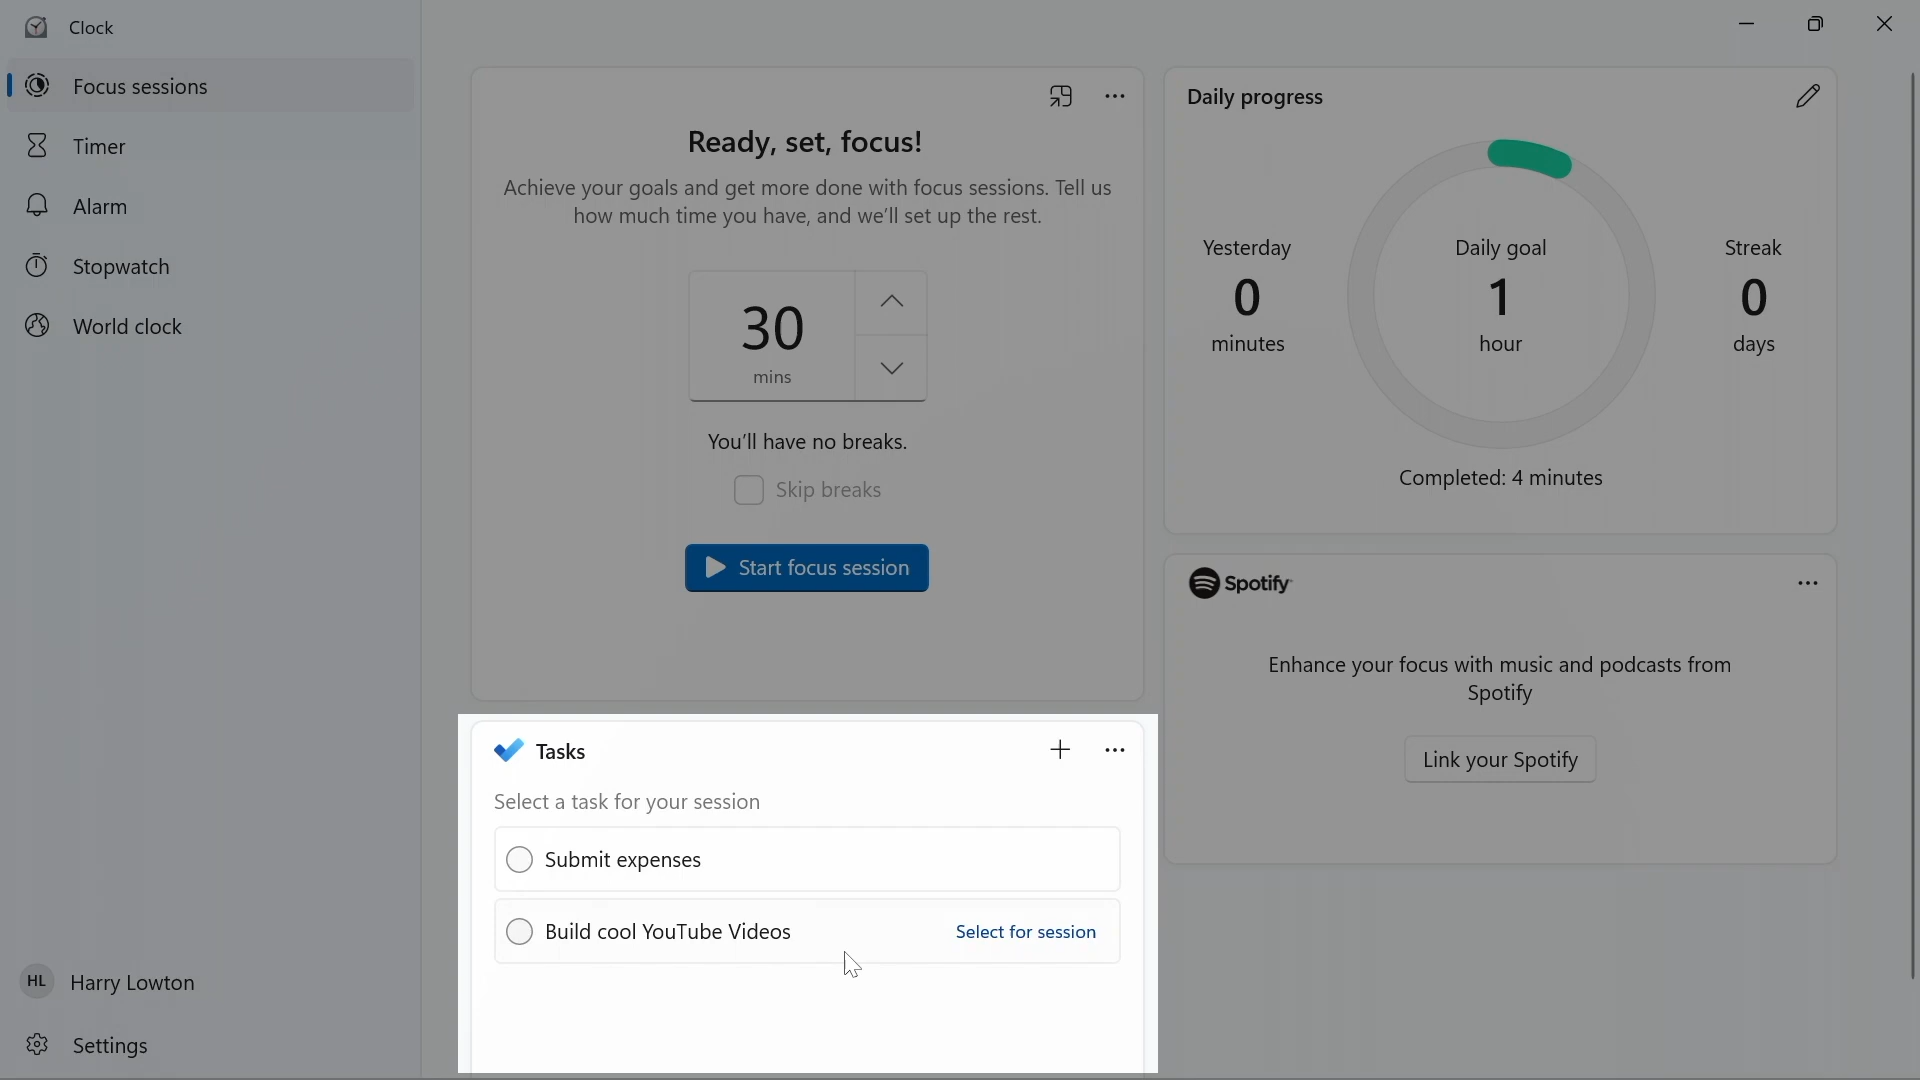 Clock
Focus sessions
Timer
Alarm
Stopwatch
World clock
HL
Harry Lowton
Settings
Ready, set, focus!
Achieve your goals and get more done with focus sessions. Tell us
how much time you have, and we'll set up the rest.
30
mins
You'll have no breaks.
Skip breaks
Start focus session
Tasks
Select a task for your session
Submit expenses
Build cool YouTube Videos
Select for session
Daily progress
Yesterday
0
minutes
Daily goal
1
hour
Streak
0
days
Completed: 4 minutes
Spotify
Enhance your focus with music and podcasts from
Spotify
Link your Spotify